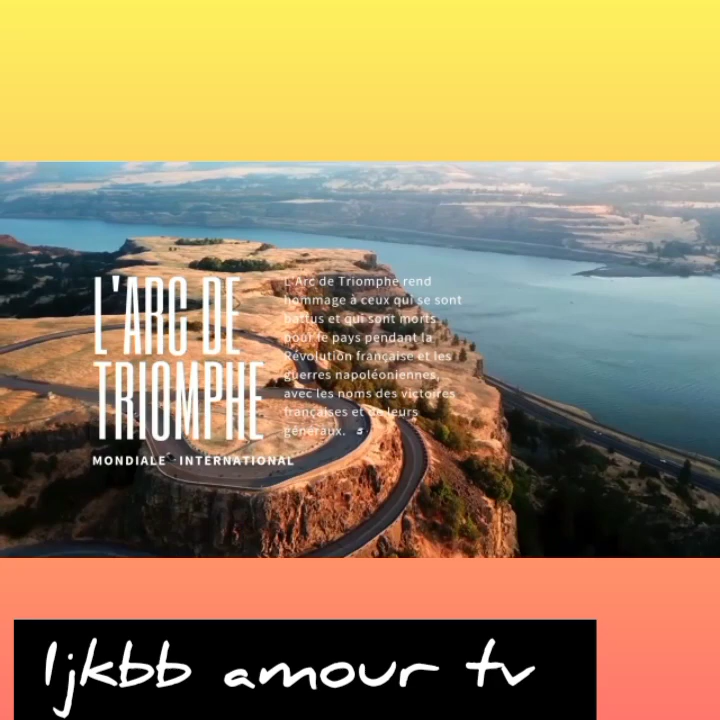 L'ARC DE
TRIOMPHE
MONDIALE · INTERNATIONAL
L'Arc de Triomphe rend
hommage à ceux qui se sont
battus et qui sont morts
pour le pays pendant la
Révolution française et les
guerres napoléoniennes,
avec les noms des victoires
françaises et de leurs
généraux.
ljkbb amour tv